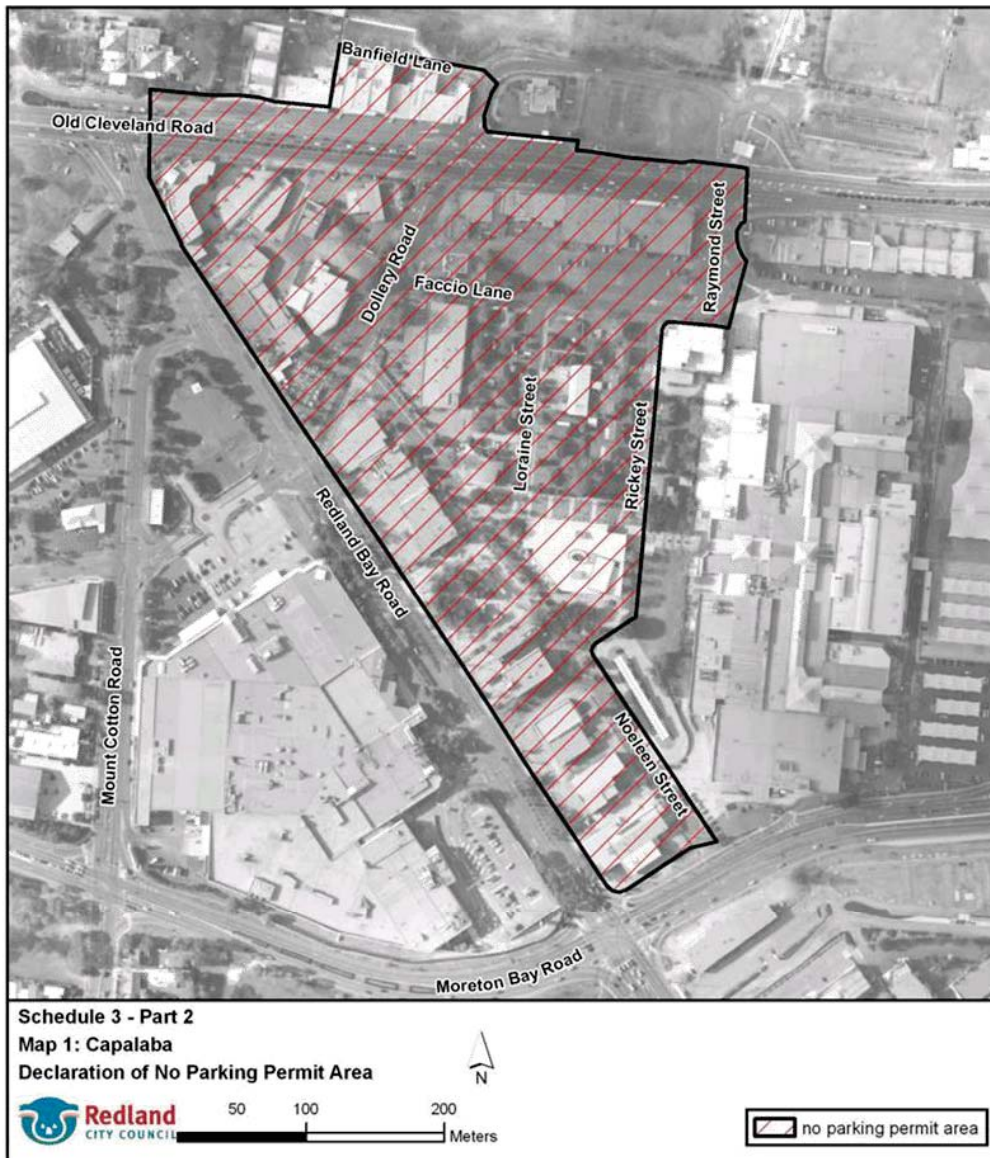 Banfield Lane
Old Cleveland Road
Raymond Street
Dollery Road
Faccio Lane
Loraine Street
Rickey Street
Redland Bay Road
Mount Cotton Road
Noeleen Street
Moreton Bay Road
Schedule 3 - Part 2
Map 1: Capalaba
Declaration of No Parking Permit Area
N
Redland
CITY COUNCIL
50 100 200
Meters
no parking permit area